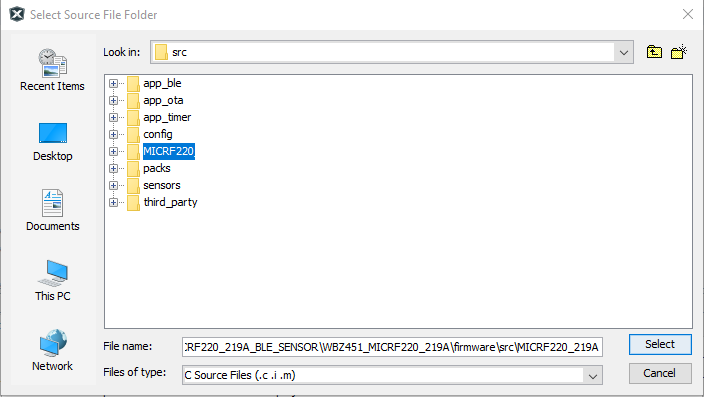 Select Source File Folder
Look in:
src
Recent Items
Desktop
Documents
This PC
Network
app_ble
app_ota
app_timer
config
MICRF220
packs
sensors
third_party
File name:
RF220_219A_BLE_SENSOR\WBZ451_MICRF220_219A\firmware\src\MICRF220_219A
Select
Files of type:
C Source Files (.c .i .m)
Cancel